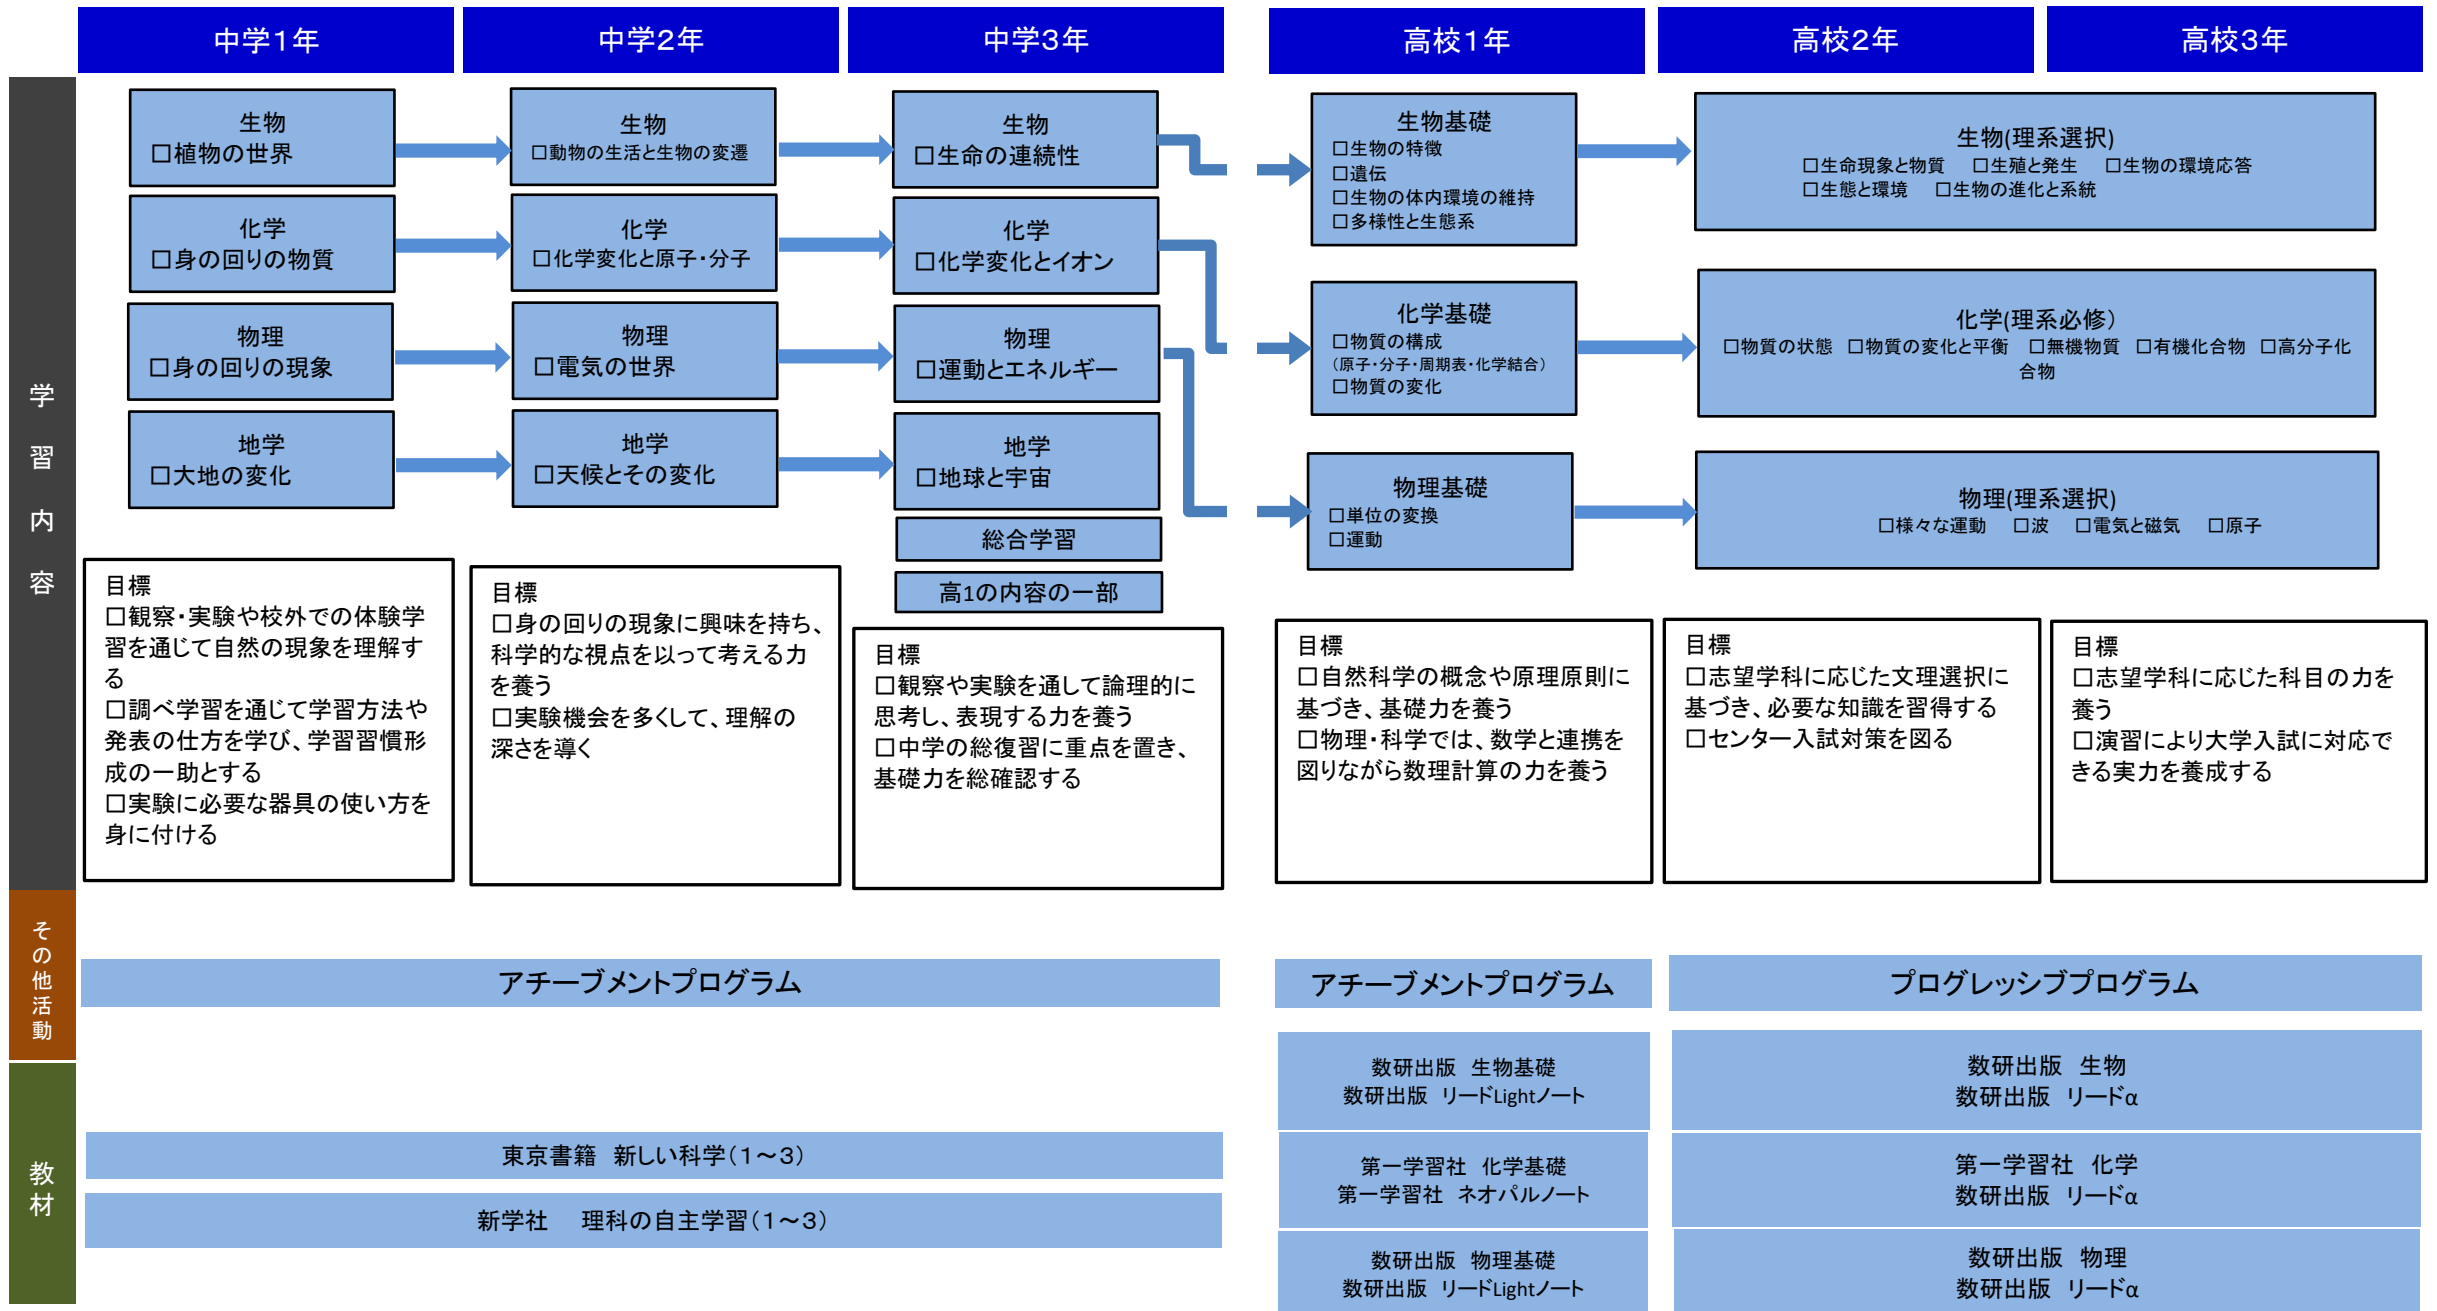 中学1年
中学2年
中学3年
高校1年
高校2年
高校3年
学習内容
生物
□植物の世界
生物
□動物の生活と生物の変遷
生物
□生命の連続性
生物基礎
□生物の特徴
□遺伝
□生物の体内環境の維持
□多様性と生態系
生物(理系選択)
□生命現象と物質　□生殖と発生　□生物の環境応答
□生態と環境　□生物の進化と系統
化学
□身の回りの物質
化学
□化学変化と原子・分子
化学
□化学変化とイオン
化学基礎
□物質の構成
（原子・分子・周期表・化学結合）
□物質の変化
化学(理系必修）
□物質の状態 □物質の変化と平衡　□無機物質 □有機化合物 □高分子化
合物
物理
□身の回りの現象
物理
□電気の世界
物理
□運動とエネルギー
物理基礎
□単位の変換
□運動
物理(理系選択)
□様々な運動　□波　□電気と磁気　□原子
地学
□大地の変化
地学
□天候とその変化
地学
□地球と宇宙
総合学習
高1の内容の一部
目標
□観察・実験や校外での体験学
習を通じて自然の現象を理解す
る
□調べ学習を通じて学習方法や
発表の仕方を学び、学習習慣形
成の一助とする
□実験に必要な器具の使い方を
身に付ける
目標
□身の回りの現象に興味を持ち、
科学的な視点を以って考える力
を養う
□実験機会を多くして、理解の
深さを導く
目標
□観察や実験を通して論理的に
思考し、表現する力を養う
□中学の総復習に重点を置き、
基礎力を総確認する
目標
□自然科学の概念や原理原則に
基づき、基礎力を養う
□物理・科学では、数学と連携を
図りながら数理計算の力を養う
目標
□志望学科に応じた文理選択に
基づき、必要な知識を習得する
□センター入試対策を図る
目標
□志望学科に応じた科目の力を
養う
□演習により大学入試に対応で
きる実力を養成する
その他活動
アチーブメントプログラム
アチーブメントプログラム
プログレッシブプログラム
教材
東京書籍　新しい科学（1～3）
新学社　理科の自主学習（1～3）
数研出版　生物基礎
数研出版　リードLightノート
数研出版　生物
数研出版　リードα
第一学習社　化学基礎
第一学習社　ネオパルノート
第一学習社　化学
数研出版　リードα
数研出版　物理基礎
数研出版　リードLightノート
数研出版　物理
数研出版　リードα